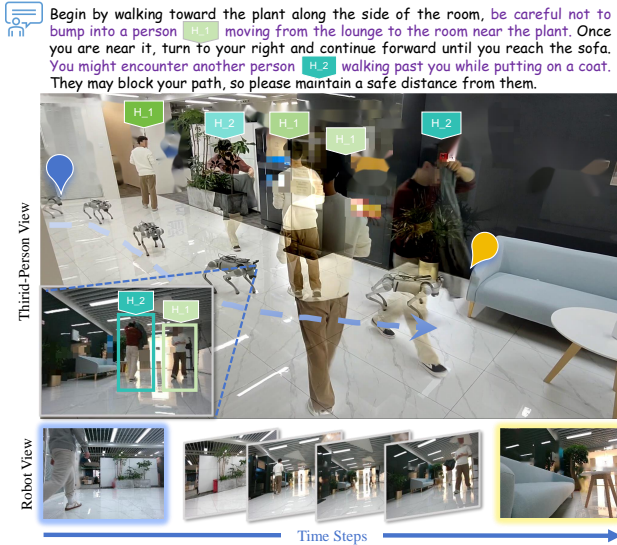 Begin by walking toward the plant along the side of the room, be careful not to
bump into a person H_1 moving from the lounge to the room near the plant. Once
you are near it, turn to your right and continue forward until you reach the sofa.
You might encounter another person H_2 walking past you while putting on a coat.
They may block your path, so please maintain a safe distance from them.
H_1
H_2
H_1
H_1
H_2
Thirid-Person View
H_2
H_1
Robot View
Time Steps